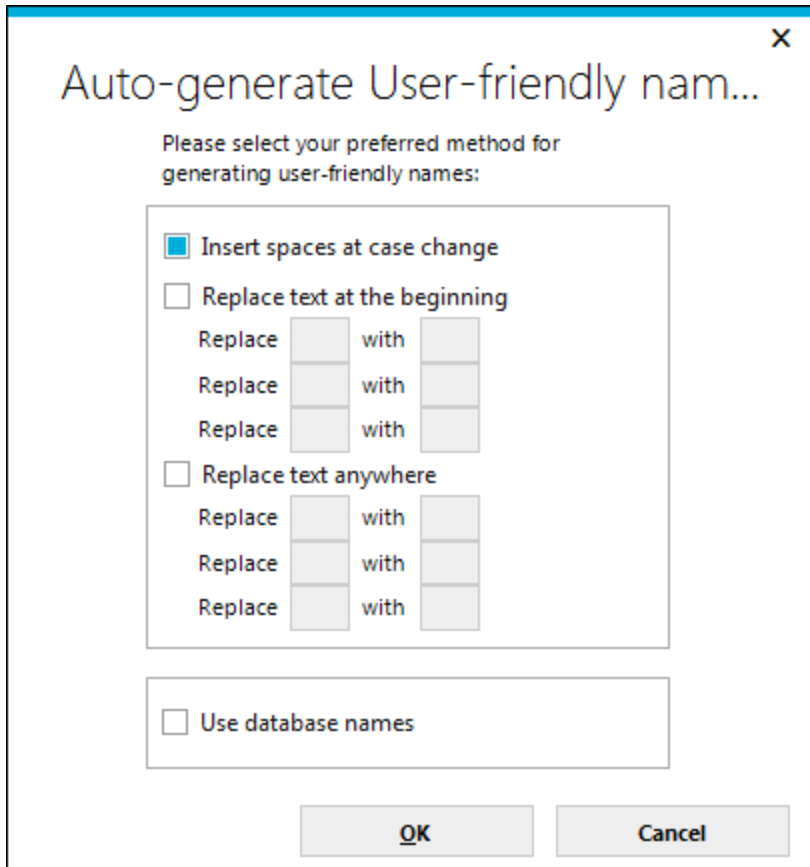 Auto-generate User-friendly nam...
Please select your preferred method for
generating user-friendly names:
Insert spaces at case change
Replace text at the beginning
Replace with
Replace with
Replace with
Replace text anywhere
Replace with
Replace with
Replace with
Use database names
OK Cancel